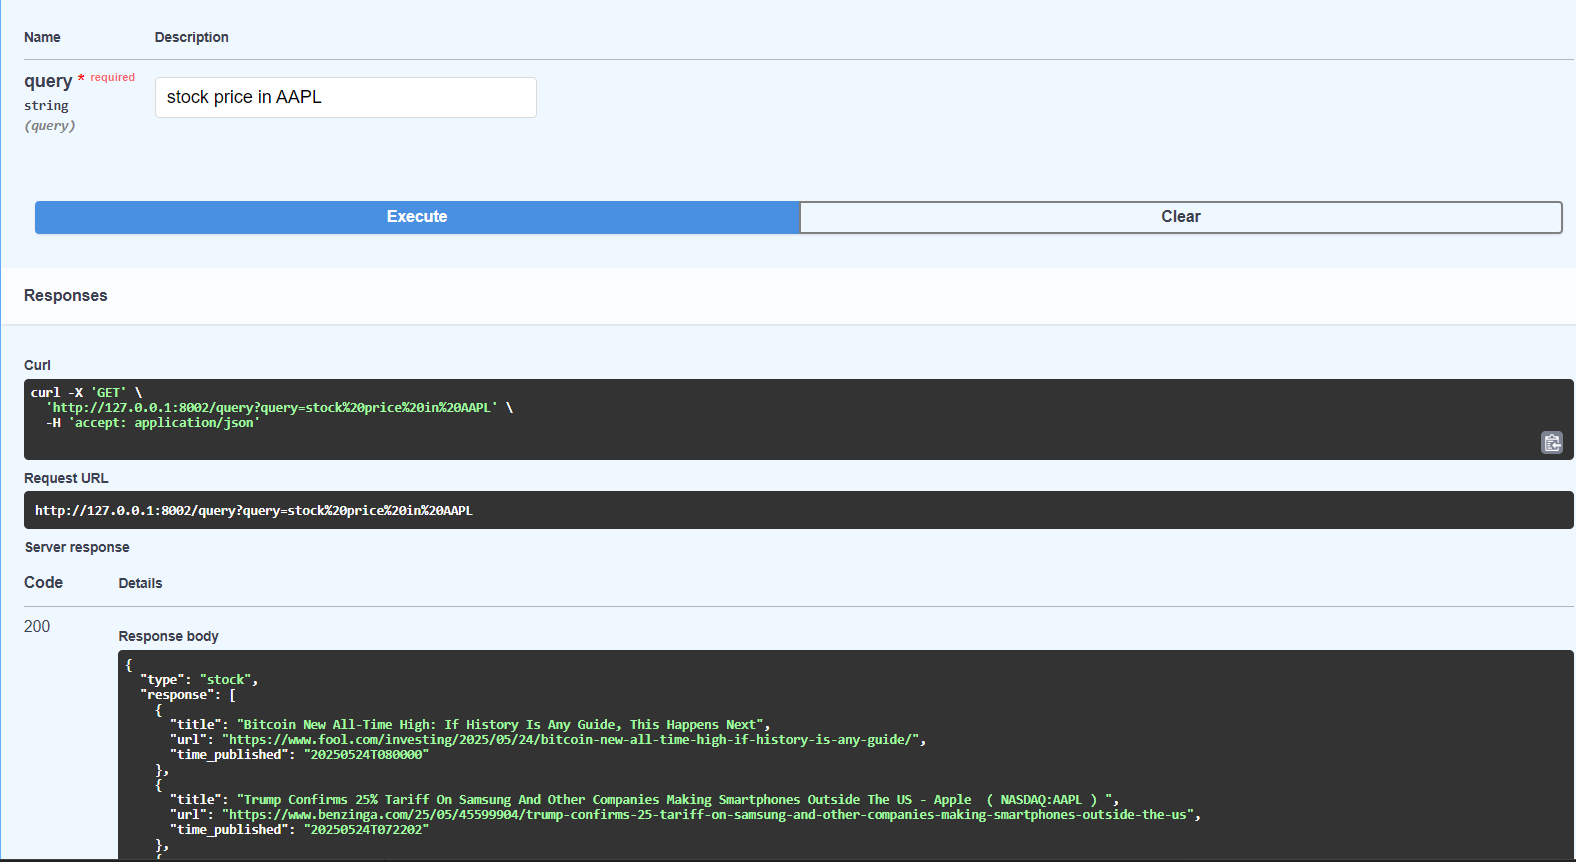 Name Description
query * required
stock price in AAPL
string
(query)
Execute Clear
Responses
Curl
curl -X 'GET' \
  'http://127.0.0.1:8002/query?query=stock%20price%20in%20AAPL' \
  -H 'accept: application/json'
Request URL
http://127.0.0.1:8002/query?query=stock%20price%20in%20AAPL
Server response
Code Details
200
Response body
{
  "type": "stock",
  "response": [
    {
      "title": "Bitcoin New All-Time High: If History Is Any Guide, This Happens Next",
      "url": "https://www.fool.com/investing/2025/05/24/bitcoin-new-all-time-high-if-history-is-any-guide/",
      "time_published": "20250524T080000"
    },
    {
      "title": "Trump Confirms 25% Tariff On Samsung And Other Companies Making Smartphones Outside The US - Apple  ( NASDAQ:AAPL ) ",
      "url": "https://www.benzinga.com/25/05/45599904/trump-confirms-25-tariff-on-samsung-and-other-companies-making-smartphones-outside-the-us",
      "time_published": "20250524T072202"
    },
    {